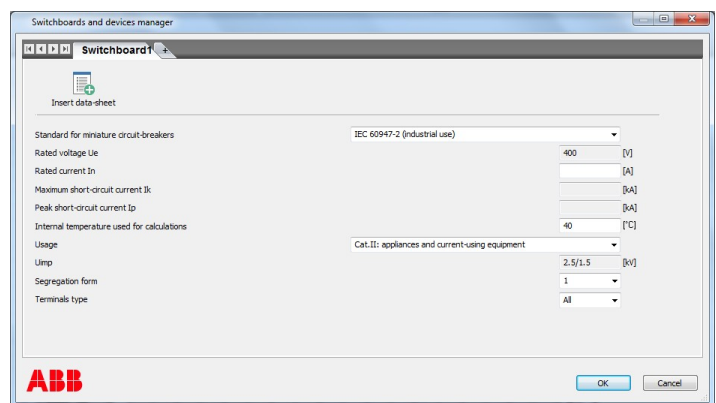 Switchboards and devices manager
Switchboard1 +
Insert data-sheet
Standard for miniature circuit-breakers IEC 60947-2 (industrial use)
Rated voltage Ue 400 [V]
Rated current In [A]
Maximum short-circuit current Ik [kA]
Peak short-circuit current Ip [kA]
Internal temperature used for calculations 40 [°C]
Usage Cat.II: appliances and current-using equipment
Uimp 2.5/1.5 [kV]
Segregation form 1
Terminals type All
ABB OK Cancel